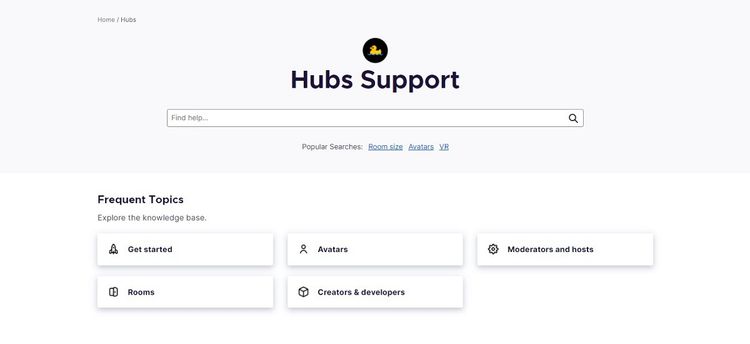 Home / Hubs
Hubs Support
Find help...
Popular Searches: Room size Avatars VR
Frequent Topics
Explore the knowledge base.
Get started
Avatars
Moderators and hosts
Rooms
Creators & developers